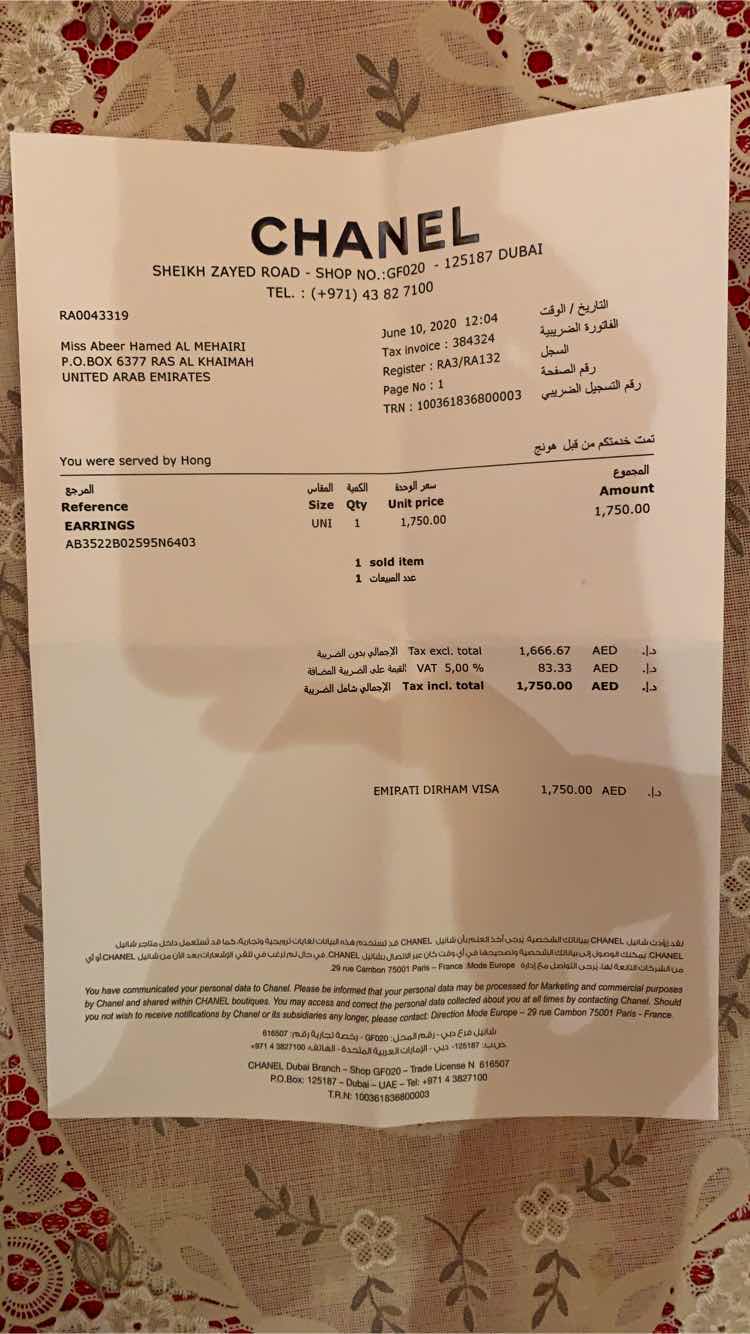 CHANEL
SHEIKH ZAYED ROAD - SHOP NO.:GF020 - 125187 DUBAI
TEL. : (+971) 43 82 7100
RA0043319
Miss Abeer Hamed AL MEHAIRI
P.O.BOX 6377 RAS AL KHAIMAH
UNITED ARAB EMIRATES
June 10, 2020 12:04 التاريخ / الوقت
Tax invoice : 384324 الفاتورة الضريبية
Register : RA3/RA132 السجل
Page No : 1 رقم الصفحة
TRN : 100361836800003 رقم التسجيل الضريبي
You were served by Hong تمت خدمتكم من قبل هونج
المرجع المقاس الكمية سعر الوحدة المجموع
Reference Size Qty Unit price Amount
EARRINGS UNI 1 1,750.00 1,750.00
AB3522B02595N6403
1 sold item
1 عدد المبيعات
الإجمالي بدون الضريبة Tax excl. total 1,666.67 AED د.إ.
القيمة على الضريبة المضافة VAT 5,00 % 83.33 AED د.إ.
الإجمالي شامل الضريبة Tax incl. total 1,750.00 AED د.إ.
EMIRATI DIRHAM VISA 1,750.00 AED د.إ.
لقد زودت شانيل CHANEL ببياناتك الشخصية. يرجى أخذ العلم بأن شانيل CHANEL قد تستخدم هذه البيانات لغايات ترويجية وتجارية، كما قد تستعمل داخل متاجر شانيل
CHANEL. يمكنك الوصول إلى بياناتك الشخصية وتصحيحها في أي وقت كان عبر الاتصال بشانيل CHANEL. في حال لم ترغب في تلقي الإشعارات بعد الآن من شانيل CHANEL أو أي
من الشركات التابعة لها، يرجى التواصل مع إدارة Mode Europe، 29 rue Cambon 75001 Paris – France.
You have communicated your personal data to Chanel. Please be informed that your personal data may be processed for Marketing and commercial purposes
by Chanel and shared within CHANEL boutiques. You may access and correct the personal data collected about you at all times by contacting Chanel. Should
you not wish to receive notifications by Chanel or its subsidiaries any longer, please contact: Direction Mode Europe – 29 rue Cambon 75001 Paris - France.
شانيل فرع دبي - رقم المحل: GF020 - رخصة تجارية رقم: 616507
ص.ب: 125187- دبي - الإمارات العربية المتحدة - الهاتف: 3827100 4 971+
CHANEL Dubai Branch – Shop GF020 – Trade License N 616507
P.O.Box: 125187 – Dubai – UAE – Tel: +971 4 3827100
T.R.N: 100361836800003